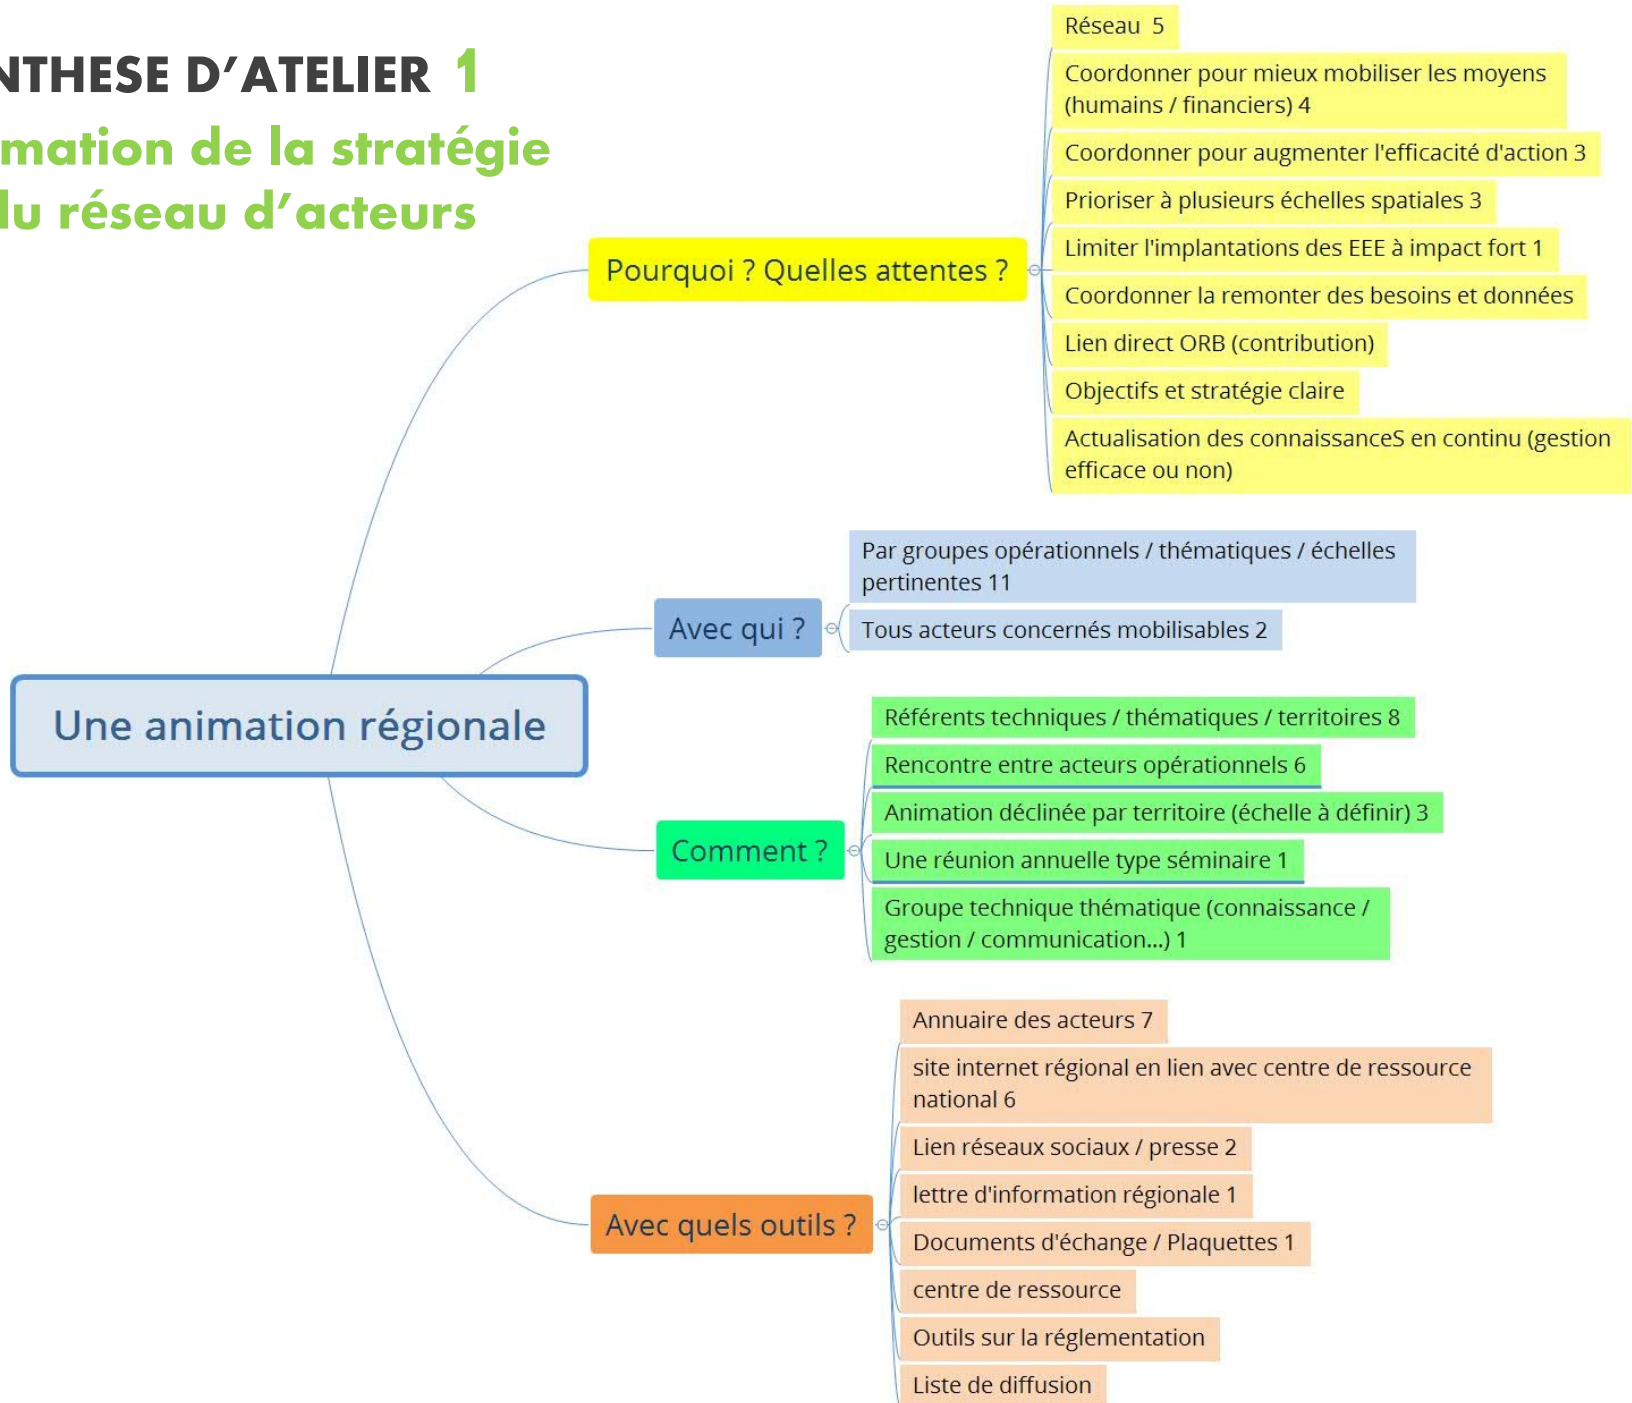 NTHESE D'ATELIER 1
mation de la stratégie
du réseau d'acteurs
Une animation régionale
Pourquoi ? Quelles attentes ?
Réseau 5
Coordonner pour mieux mobiliser les moyens
(humains / financiers) 4
Coordonner pour augmenter l'efficacité d'action 3
Prioriser à plusieurs échelles spatiales 3
Limiter l'implantations des EEE à impact fort 1
Coordonner la remonter des besoins et données
Lien direct ORB (contribution)
Objectifs et stratégie claire
Actualisation des connaissanceS en continu (gestion
efficace ou non)
Avec qui ?
Par groupes opérationnels / thématiques / échelles
pertinentes 11
Tous acteurs concernés mobilisables 2
Comment ?
Référents techniques / thématiques / territoires 8
Rencontre entre acteurs opérationnels 6
Animation déclinée par territoire (échelle à définir) 3
Une réunion annuelle type séminaire 1
Groupe technique thématique (connaissance /
gestion / communication...) 1
Avec quels outils ?
Annuaire des acteurs 7
site internet régional en lien avec centre de ressource
national 6
Lien réseaux sociaux / presse 2
lettre d'information régionale 1
Documents d'échange / Plaquettes 1
centre de ressource
Outils sur la réglementation
Liste de diffusion